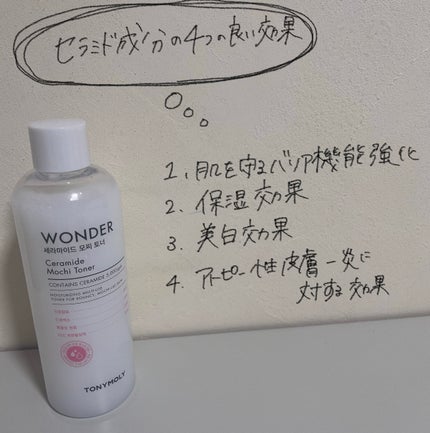 セラミド成分の4つの良い効果
1. 肌を守るバリア機能強化
2. 保湿効果
3. 美白効果
4. アトピー性皮膚一炎に
対する効果
WONDER
세라마이드 모찌 토너
Ceramide
Mochi Toner
CONTAINS CERAMIDE 5,000μg
TONYMOLY